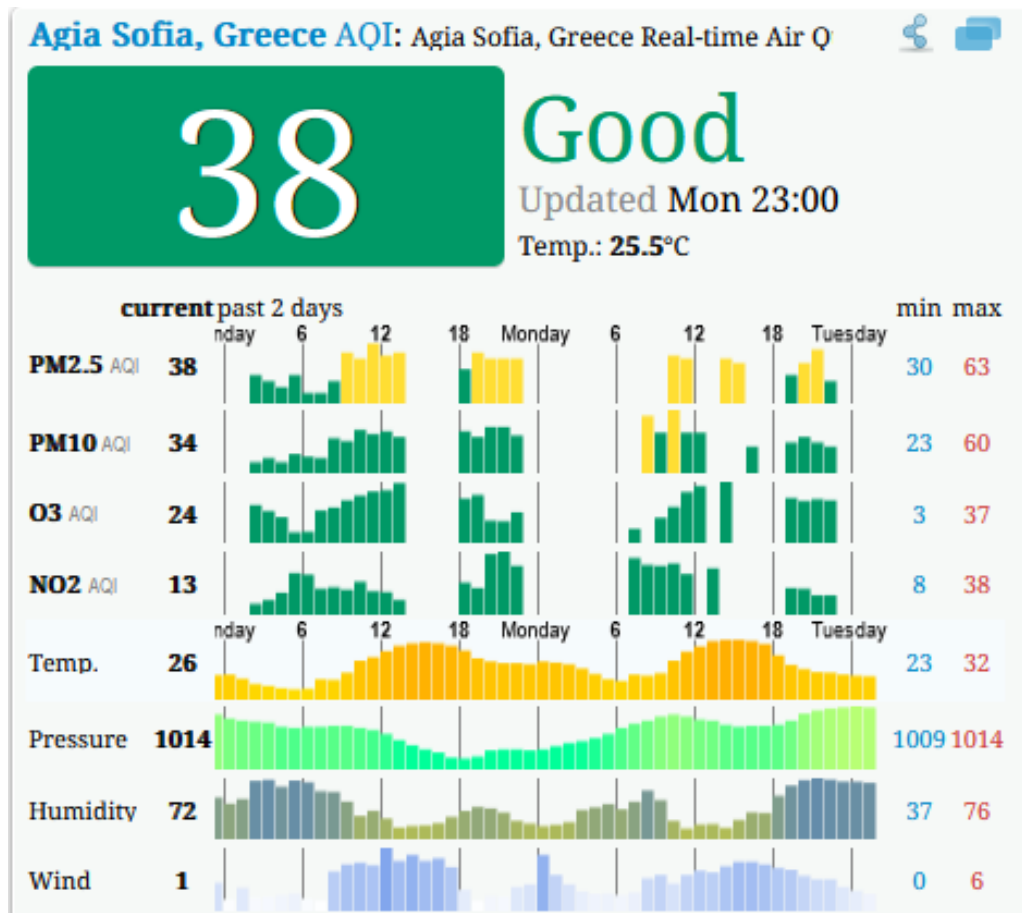 Agia Sofia, Greece AQI: Agia Sofia, Greece Real-time Air Q
38
Good
Updated Mon 23:00
Temp.: 25.5°C
current past 2 days min max
nday 6 12 18 Monday 6 12 18 Tuesday
PM2.5 AQI 38 30 63
PM10 AQI 34 23 60
O3 AQI 24 3 37
NO2 AQI 13 8 38
nday 6 12 18 Monday 6 12 18 Tuesday
Temp. 26 23 32
Pressure 1014 1009 1014
Humidity 72 37 76
Wind 1 0 6